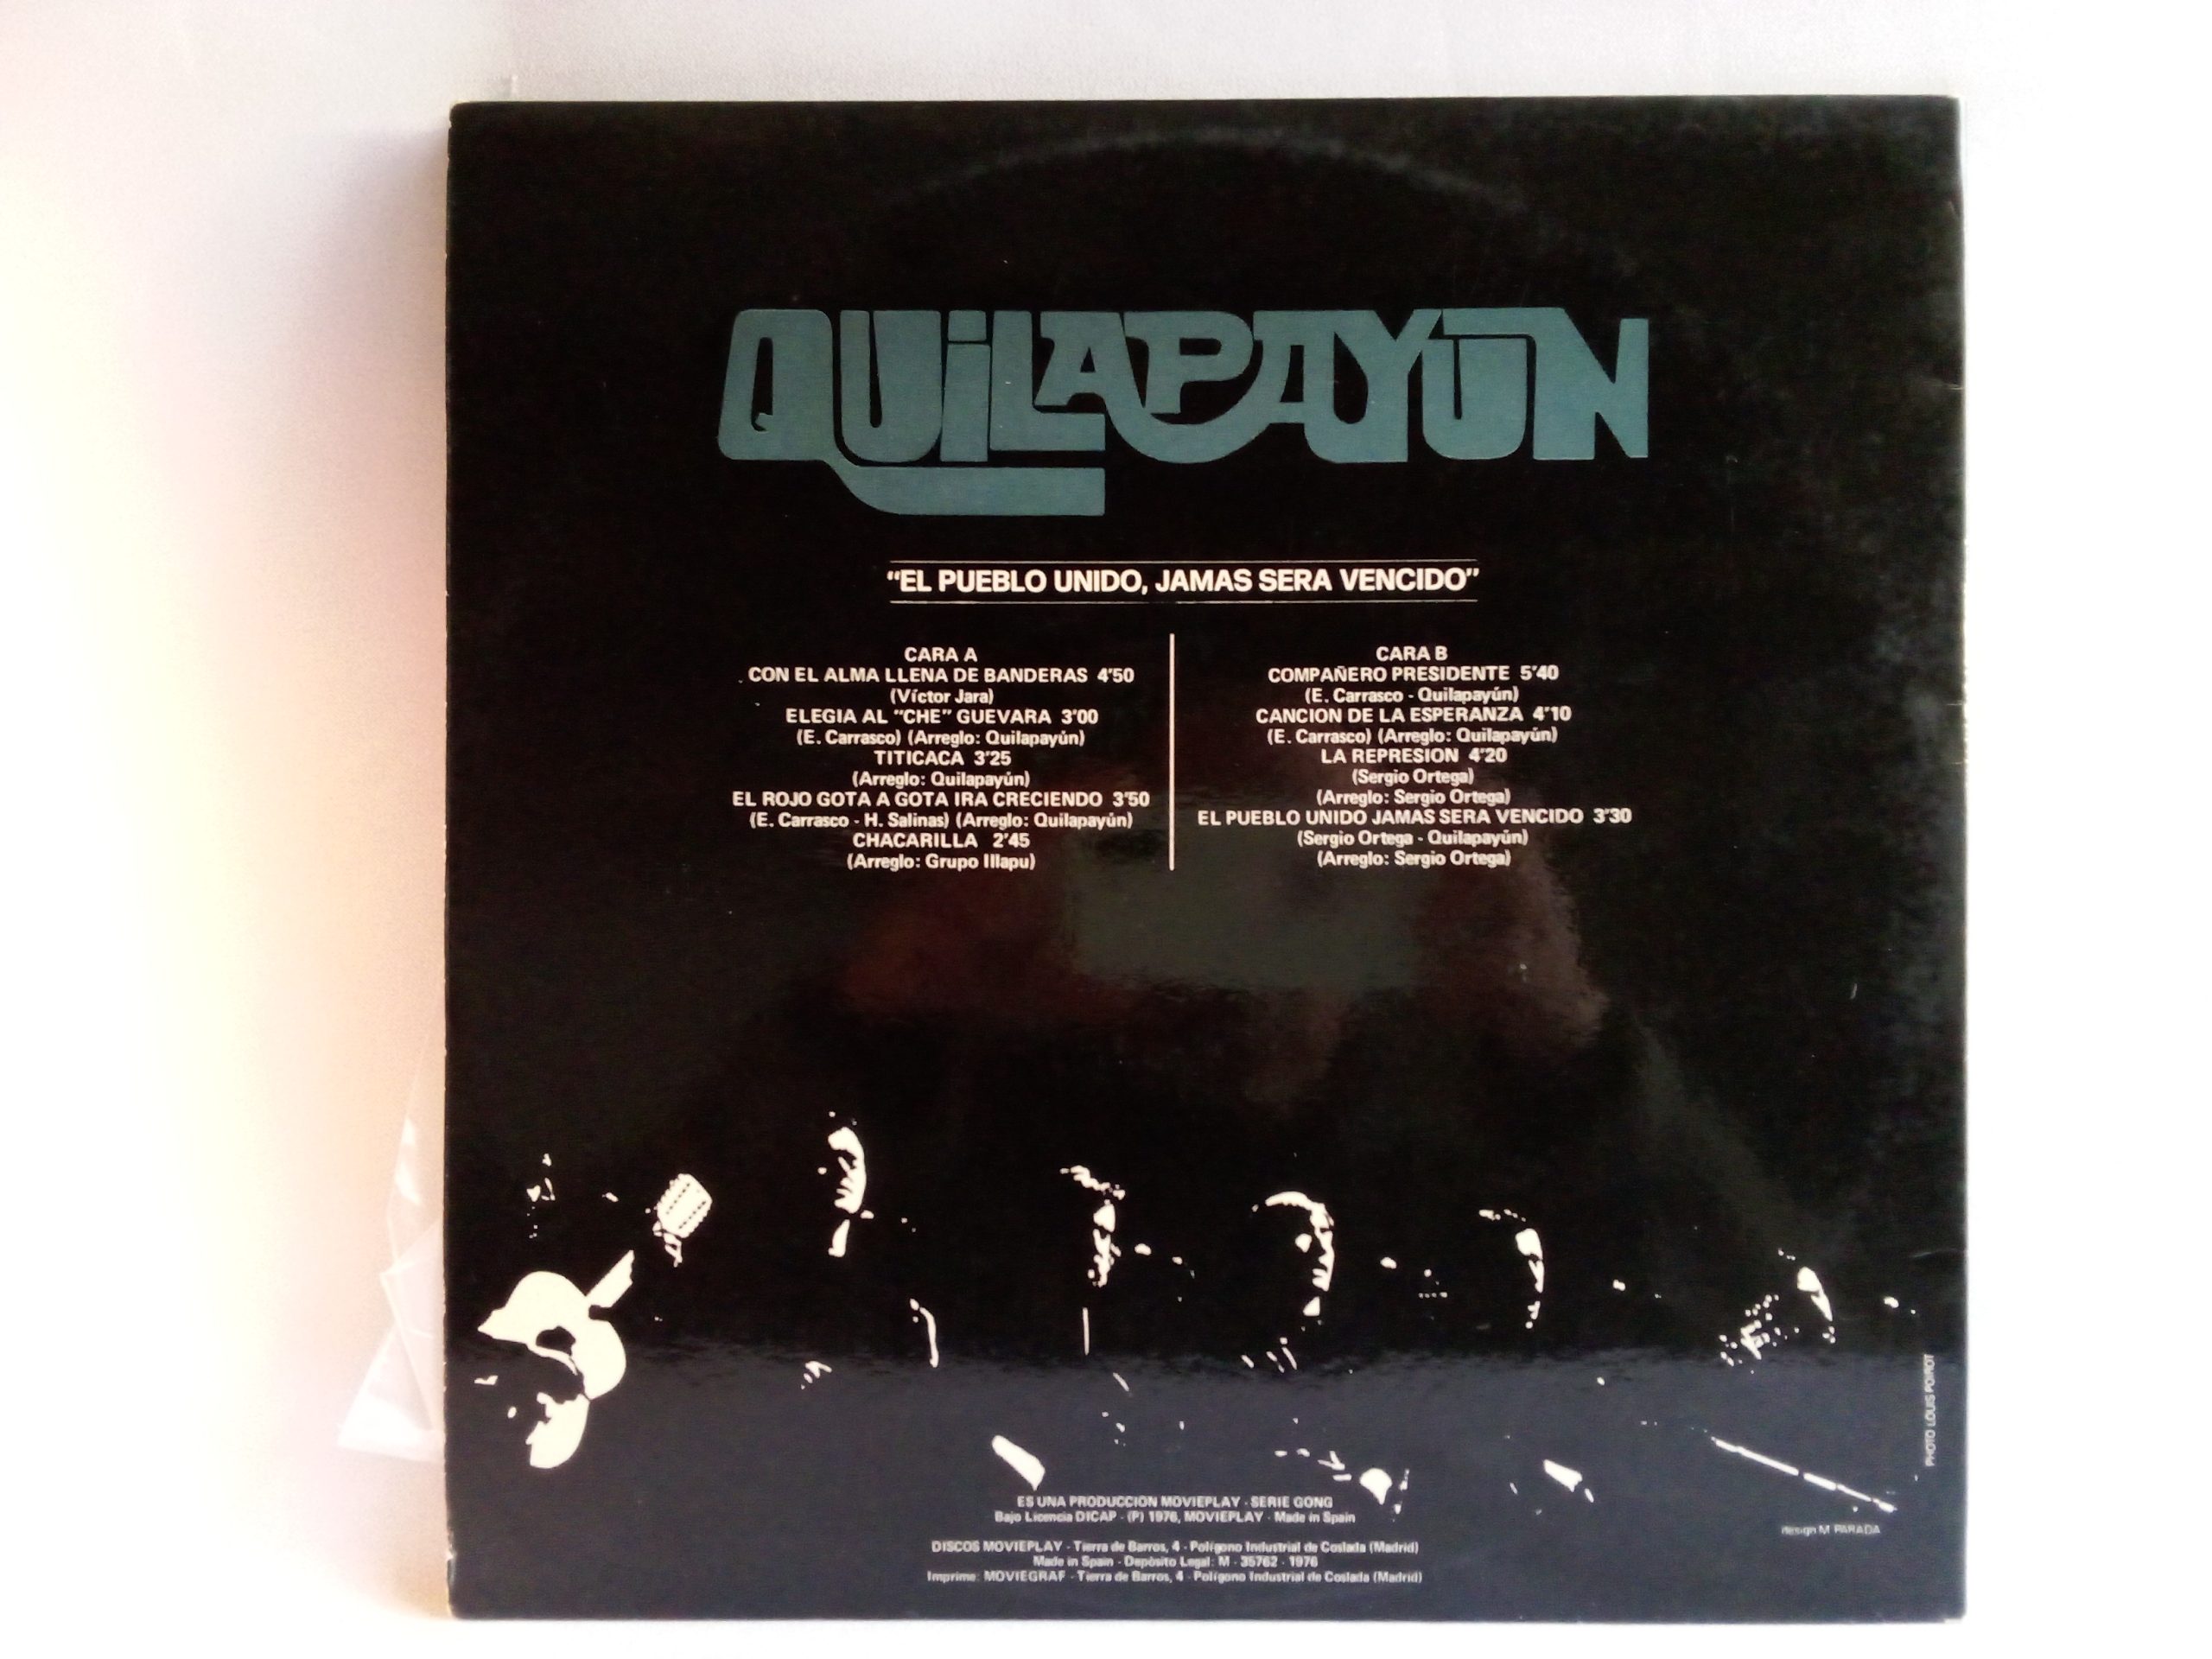 QUILAPAYUN
"EL PUEBLO UNIDO, JAMAS SERA VENCIDO"
CARA A
CON EL ALMA LLENA DE BANDERAS 4'50
(Víctor Jara)
ELEGIA AL "CHE" GUEVARA 3'00
(E. Carrasco) (Arreglo: Quilapayún)
TITICACA 3'25
(Arreglo: Quilapayún)
EL ROJO GOTA A GOTA IRA CRECIENDO 3'50
(E. Carrasco - H. Salinas) (Arreglo: Quilapayún)
CHACARILLA 2'45
(Arreglo: Grupo Illapu)
CARA B
COMPAÑERO PRESIDENTE 5'40
(E. Carrasco - Quilapayún)
CANCION DE LA ESPERANZA 4'10
(E. Carrasco) (Arreglo: Quilapayún)
LA REPRESION 4'20
(Sergio Ortega)
(Arreglo: Sergio Ortega)
EL PUEBLO UNIDO JAMAS SERA VENCIDO 3'30
(Sergio Ortega - Quilapayún)
(Arreglo: Sergio Ortega)
PHOTO LOUIS POIROT
design M. PARADA
ES UNA PRODUCCION MOVIEPLAY - SERIE GONG
Bajo Licencia DICAP - (P) 1976, MOVIEPLAY - Made in Spain
DISCOS MOVIEPLAY - Tierra de Barros, 4 - Polígono Industrial de Coslada (Madrid)
Made in Spain - Depósito Legal: M - 35762 - 1976
Imprime: MOVIEGRAF - Tierra de Barros, 4 - Polígono Industrial de Coslada (Madrid)